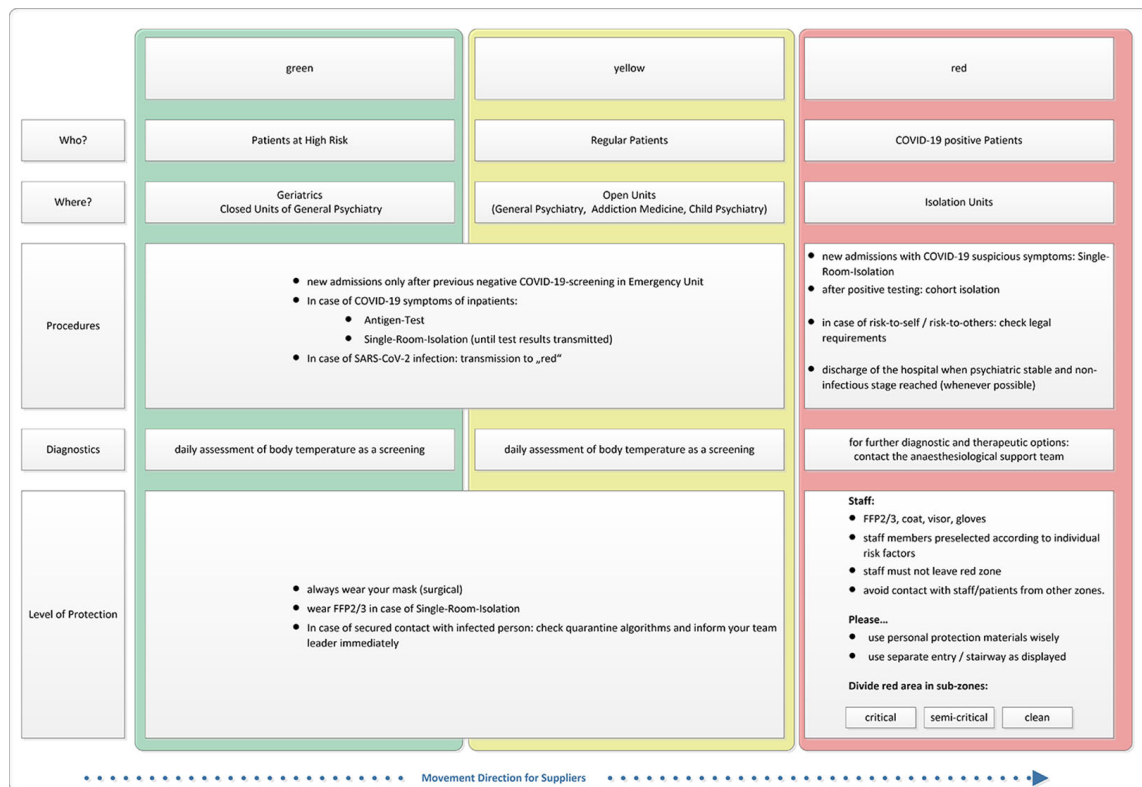 green
yellow
red
Who?
Patients at High Risk
Regular Patients
COVID-19 positive Patients
Where?
Geriatrics
Closed Units of General Psychiatry
Open Units
(General Psychiatry, Addiction Medicine, Child Psychiatry)
Isolation Units
Procedures
• new admissions only after previous negative COVID-19-screening in Emergency Unit
• In case of COVID-19 symptoms of inpatients:
• Antigen-Test
• Single-Room-Isolation (until test results transmitted)
• In case of SARS-CoV-2 infection: transmission to „red“
• new admissions with COVID-19 suspicious symptoms: Single-
Room-Isolation
• after positive testing: cohort isolation
• in case of risk-to-self / risk-to-others: check legal
requirements
• discharge of the hospital when psychiatric stable and non-
infectious stage reached (whenever possible)
Diagnostics
daily assessment of body temperature as a screening
daily assessment of body temperature as a screening
for further diagnostic and therapeutic options:
contact the anaesthesiological support team
Level of Protection
• always wear your mask (surgical)
• wear FFP2/3 in case of Single-Room-Isolation
• In case of secured contact with infected person: check quarantine algorithms and inform your team
leader immediately
Staff:
• FFP2/3, coat, visor, gloves
• staff members preselected according to individual
risk factors
• staff must not leave red zone
• avoid contact with staff/patients from other zones.
Please...
• use personal protection materials wisely
• use separate entry / stairway as displayed
Divide red area in sub-zones:
critical
semi-critical
clean
Movement Direction for Suppliers